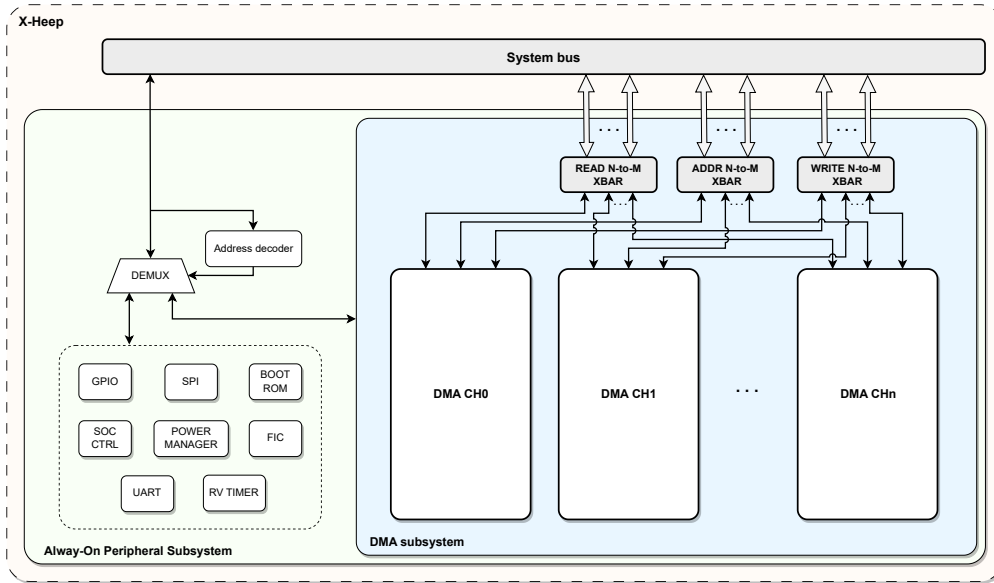 X-Heep
System bus
READ N-to-M
XBAR
ADDR N-to-M
XBAR
WRITE N-to-M
XBAR
. . .
. . .
. . .
. . .
. . .
. . .
Address decoder
DEMUX
GPIO
SPI
BOOT
ROM
SOC
CTRL
POWER
MANAGER
FIC
UART
RV TIMER
DMA CH0
DMA CH1
. . .
DMA CHn
Alway-On Peripheral Subsystem
DMA subsystem